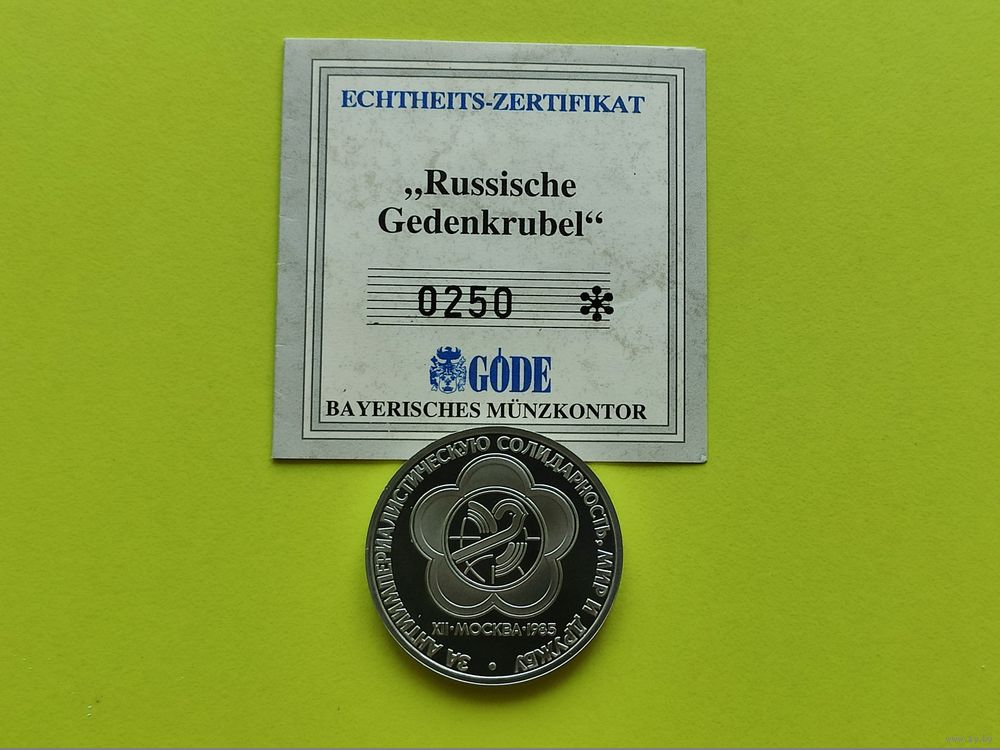 ECHTHEITS-ZERTIFIKAT
„Russische
Gedenkrubel“
0250
GÖDE
BAYERISCHES MÜNZKONTOR
ЗА АНТИИМПЕРИАЛИСТИЧЕСКУЮ СОЛИДАРНОСТЬ, МИР И ДРУЖБУ
XII·МОСКВА·1985